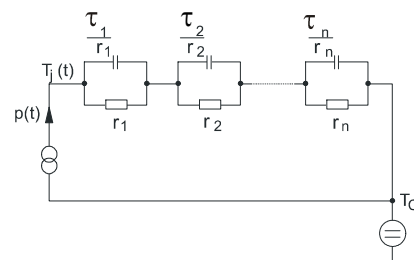 τ1/r1 τ2/r2 τn/rn
Tj (t)
p(t)
r1 r2 rn
TC